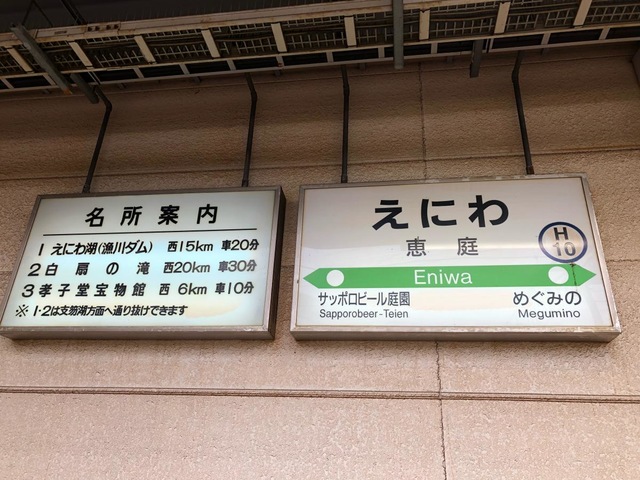 名所案内
1 えにわ湖(漁川ダム) 西15km 車20分
2 白扇の滝 西20km 車30分
3 孝子堂宝物館 西 6km 車10分
※ 1・2は支笏湖方面へ通り抜けできます
えにわ
恵庭
H
10
Eniwa
サッポロビール庭園
Sapporobeer-Teien
めぐみの
Megumino